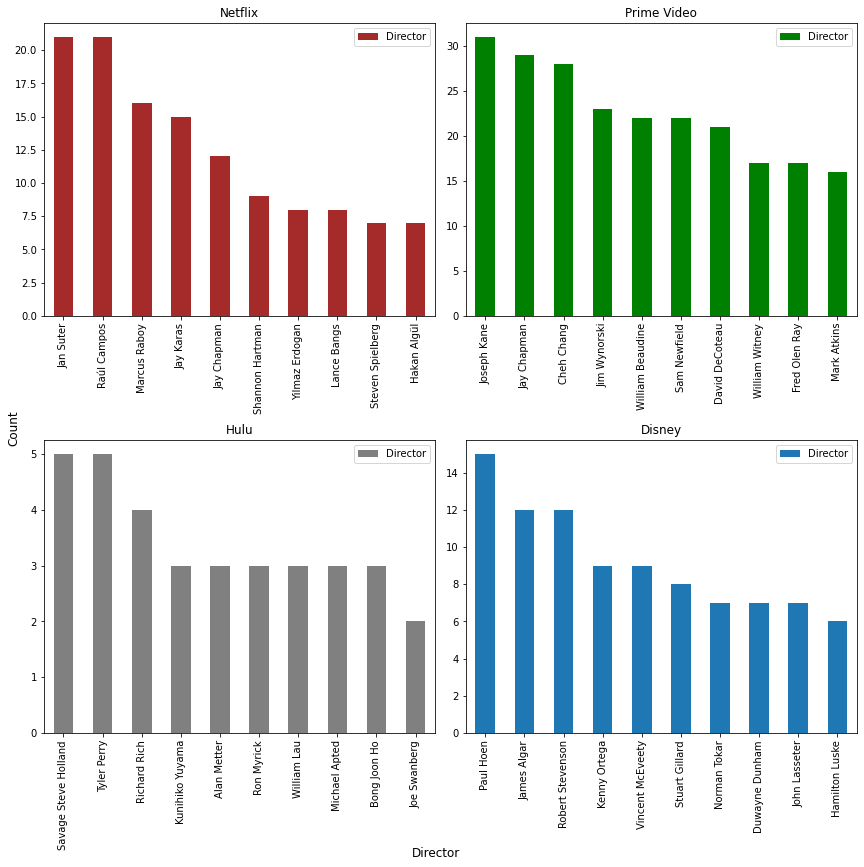 Netflix
Director
20.0
17.5
15.0
12.5
10.0
7.5
5.0
2.5
0.0
Jan Suter
Raúl Campos
Marcus Raboy
Jay Karas
Jay Chapman
Shannon Hartman
Yilmaz Erdogan
Lance Bangs
Steven Spielberg
Hakan Algül
Prime Video
Director
30
25
20
15
10
5
0
Joseph Kane
Jay Chapman
Cheh Chang
Jim Wynorski
William Beaudine
Sam Newfield
David DeCoteau
William Witney
Fred Olen Ray
Mark Atkins
Count
Hulu
Director
5
4
3
2
1
0
Savage Steve Holland
Tyler Perry
Richard Rich
Kunihiko Yuyama
Alan Metter
Ron Myrick
William Lau
Michael Apted
Bong Joon Ho
Joe Swanberg
Disney
Director
14
12
10
8
6
4
2
0
Paul Hoen
James Algar
Robert Stevenson
Kenny Ortega
Vincent McEveety
Stuart Gillard
Norman Tokar
Duwayne Dunham
John Lasseter
Hamilton Luske
Director